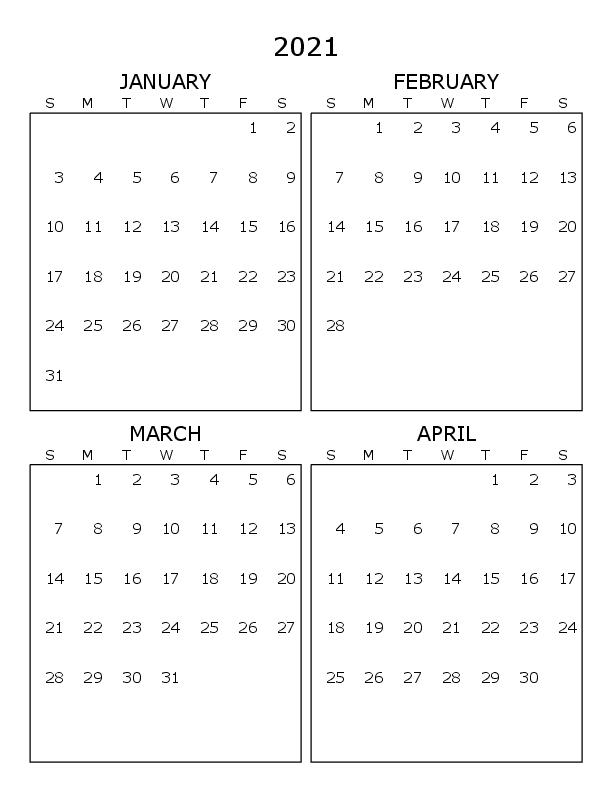 2021
JANUARY
S M T W T F S
1 2
3 4 5 6 7 8 9
10 11 12 13 14 15 16
17 18 19 20 21 22 23
24 25 26 27 28 29 30
31
FEBRUARY
S M T W T F S
1 2 3 4 5 6
7 8 9 10 11 12 13
14 15 16 17 18 19 20
21 22 23 24 25 26 27
28
MARCH
S M T W T F S
1 2 3 4 5 6
7 8 9 10 11 12 13
14 15 16 17 18 19 20
21 22 23 24 25 26 27
28 29 30 31
APRIL
S M T W T F S
1 2 3
4 5 6 7 8 9 10
11 12 13 14 15 16 17
18 19 20 21 22 23 24
25 26 27 28 29 30